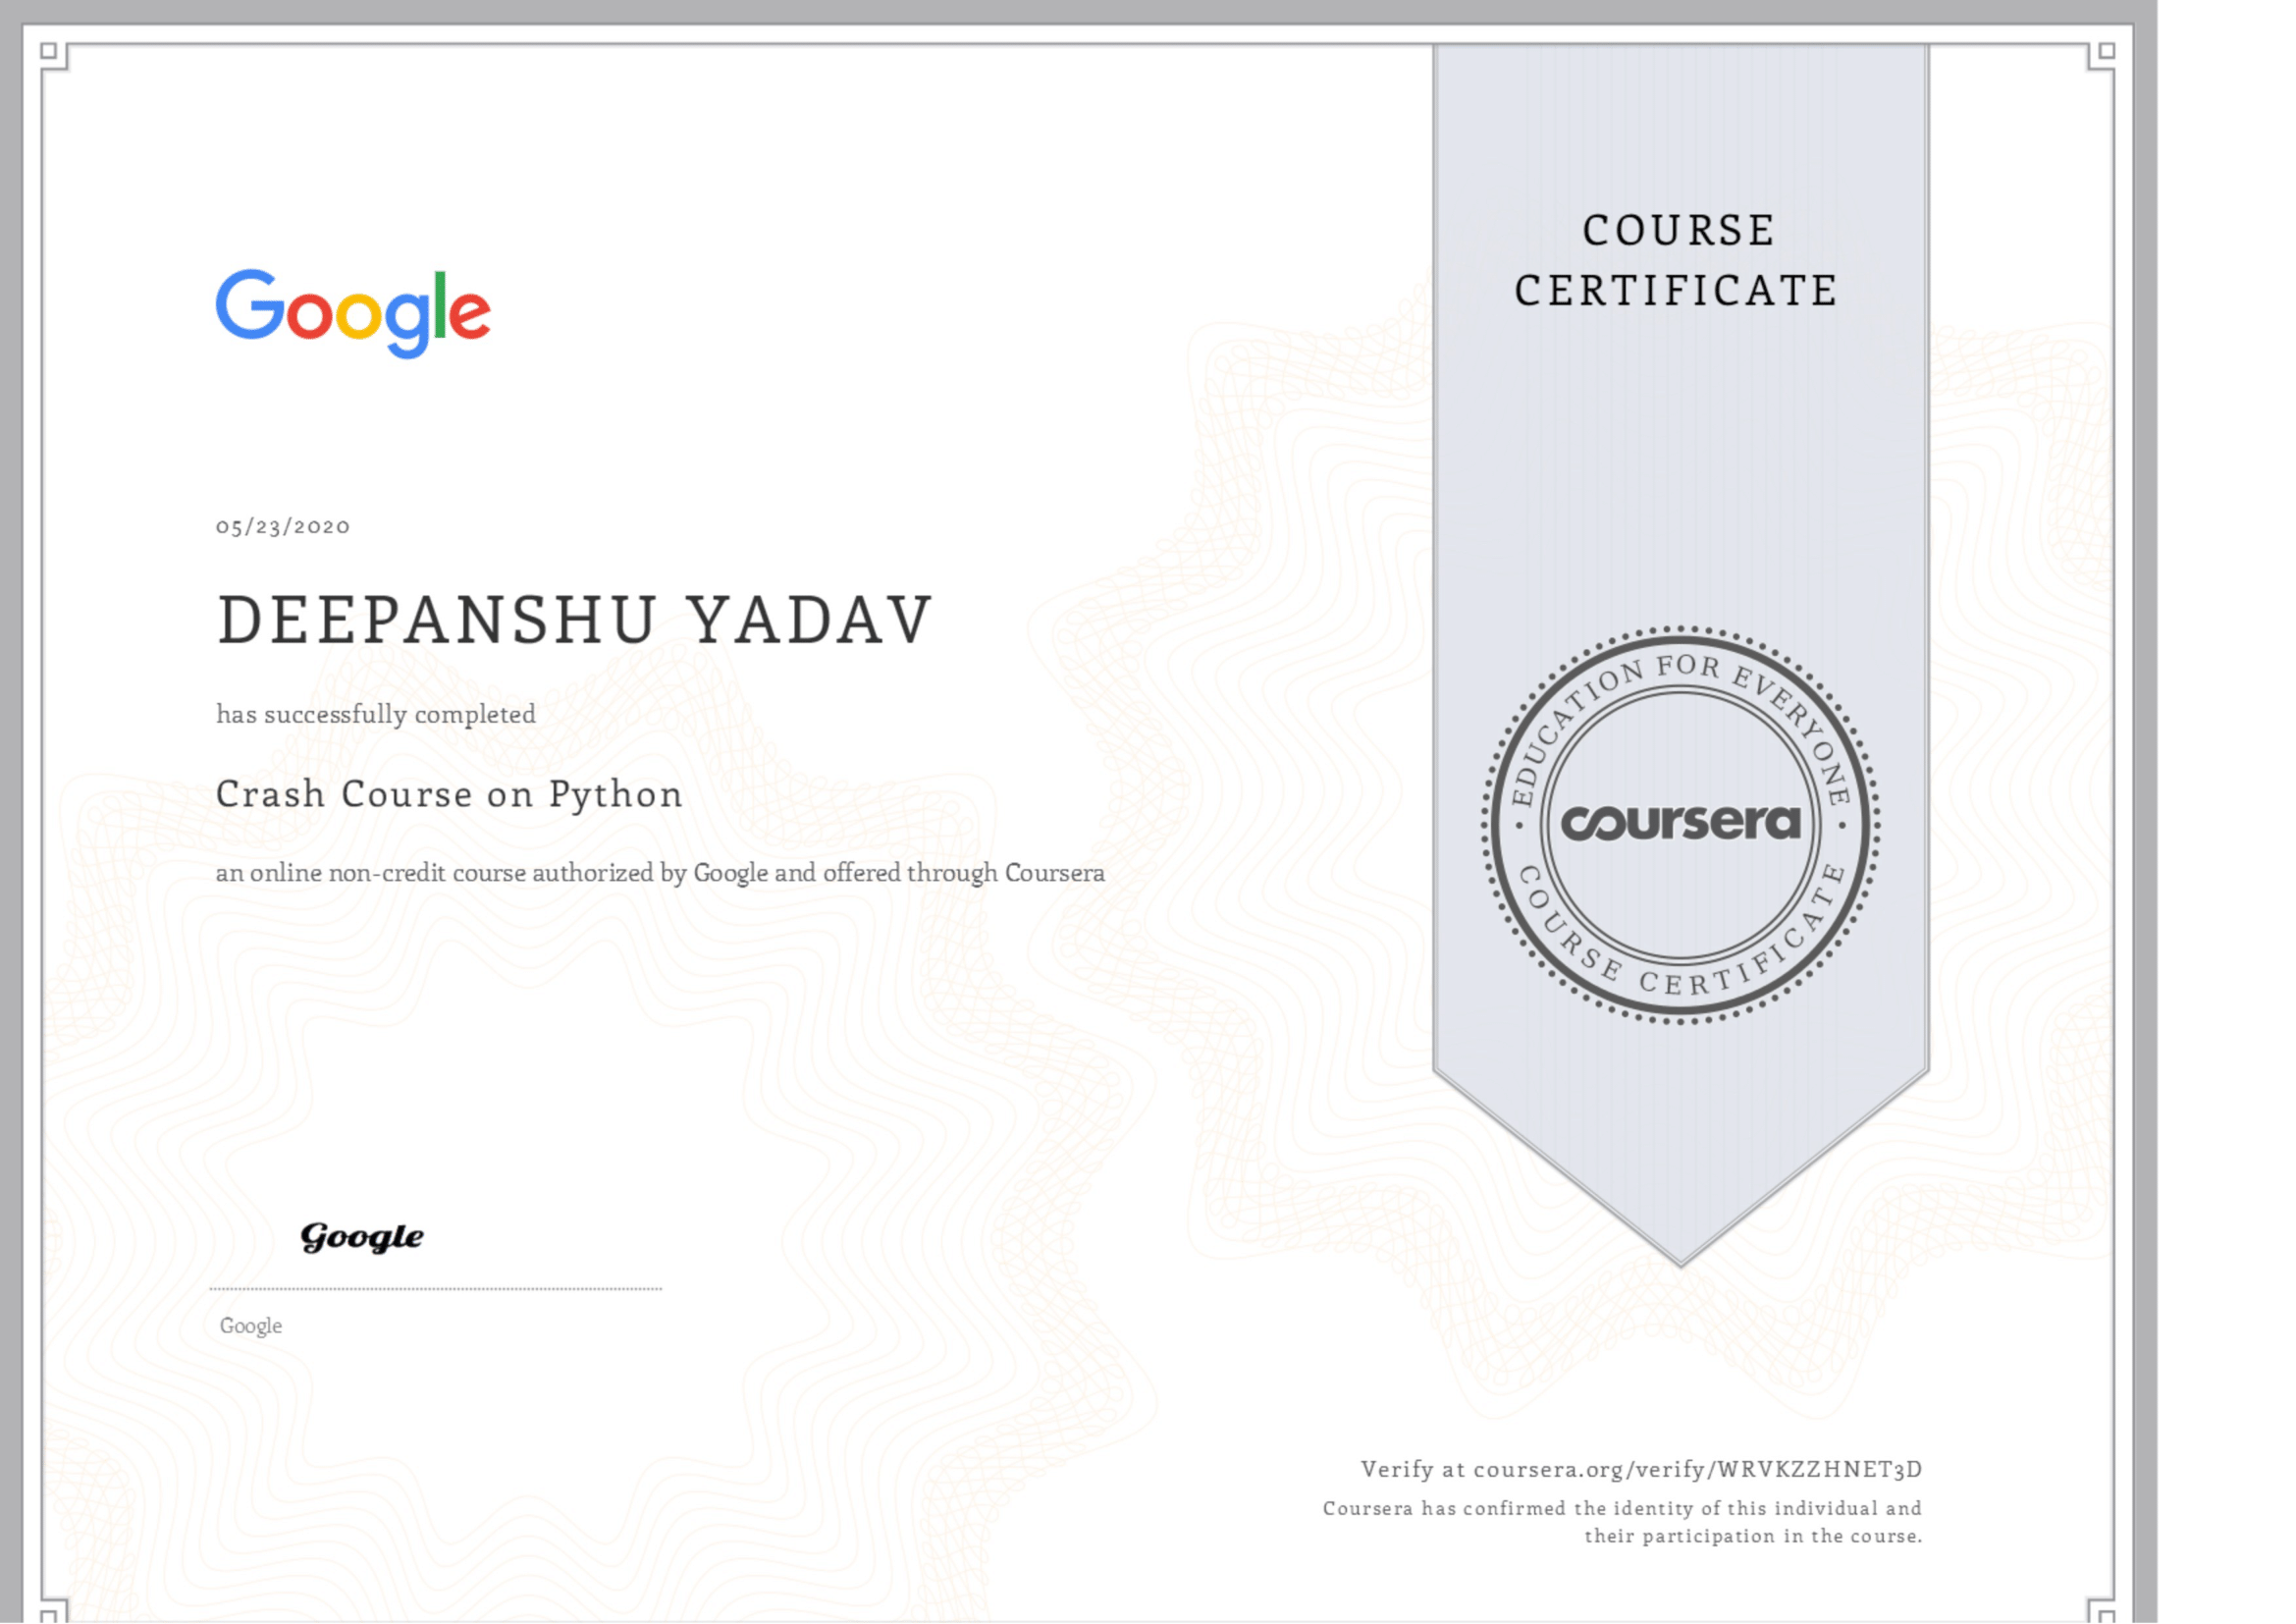 Google
05/23/2020
DEEPANSHU YADAV
has successfully completed
Crash Course on Python
an online non-credit course authorized by Google and offered through Coursera
Google
Google
COURSE
CERTIFICATE
EDUCATION FOR EVERYONE
coursera
COURSE CERTIFICATE
Verify at coursera.org/verify/WRVKZZHNET3D
Coursera has confirmed the identity of this individual and
their participation in the course.